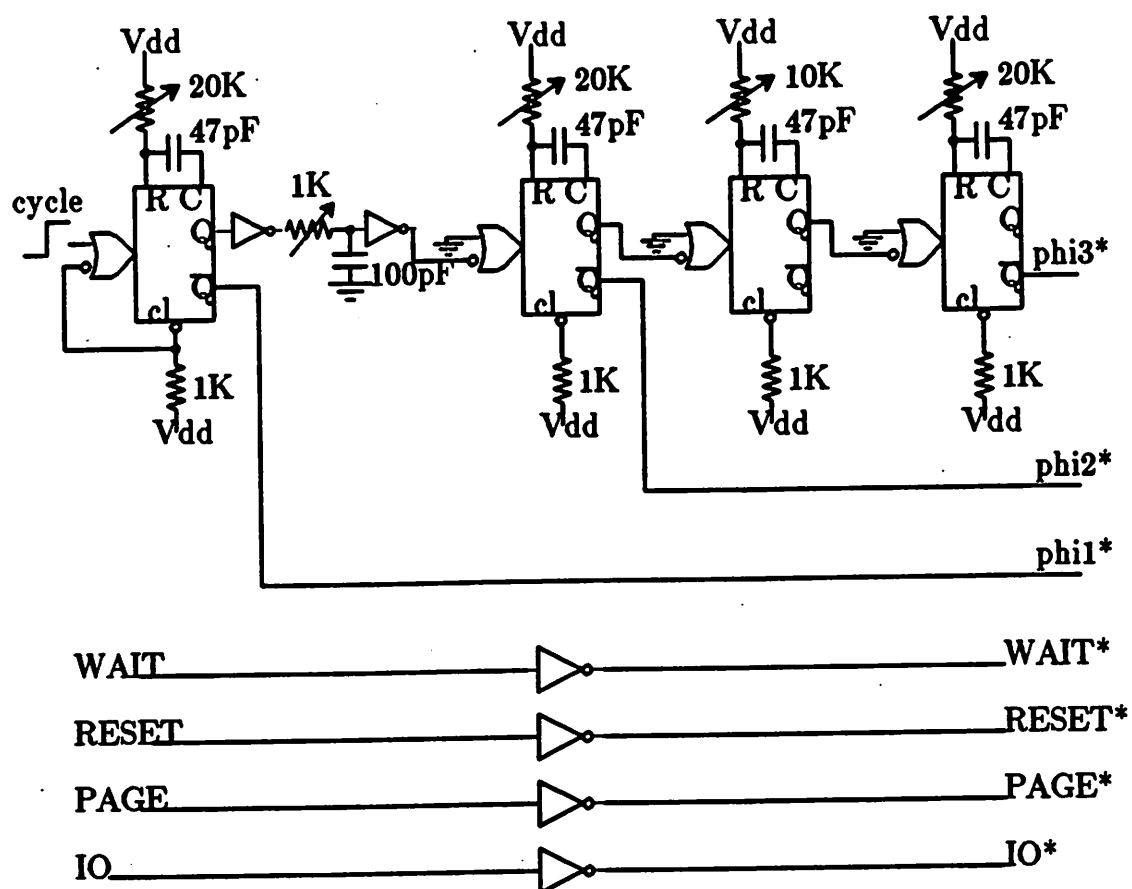 Vdd Vdd Vdd Vdd
20K 20K 10K 20K
47pF 47pF 47pF 47pF
R C R C R C R C
cycle 1K
Q Q Q Q
100pF
Q Q Q Q phi3*
cl cl cl cl
1K 1K 1K 1K
Vdd Vdd Vdd Vdd
phi2*
phi1*
WAIT WAIT*
RESET RESET*
PAGE PAGE*
IO IO*